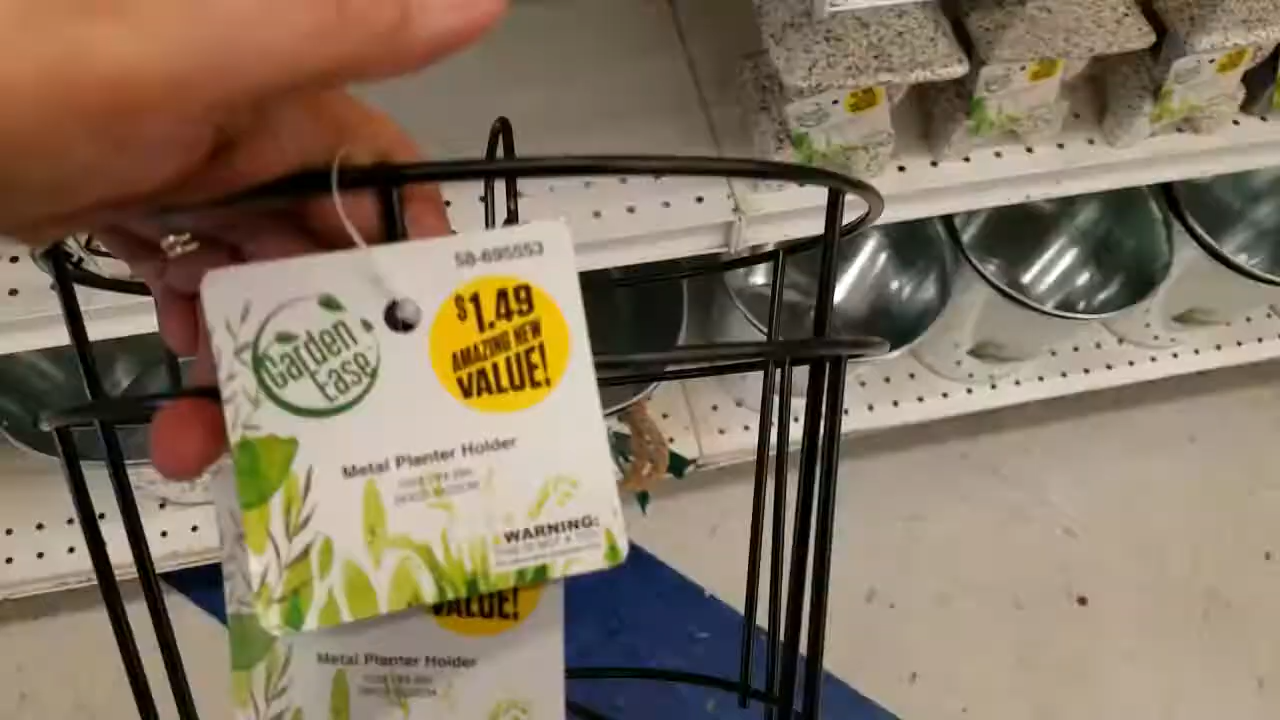 58-695553
$1.49
AMAZING NEW
VALUE!
Garden
Ease
Metal Planter Holder
WARNING:
VALUE!
Metal Planter Holder